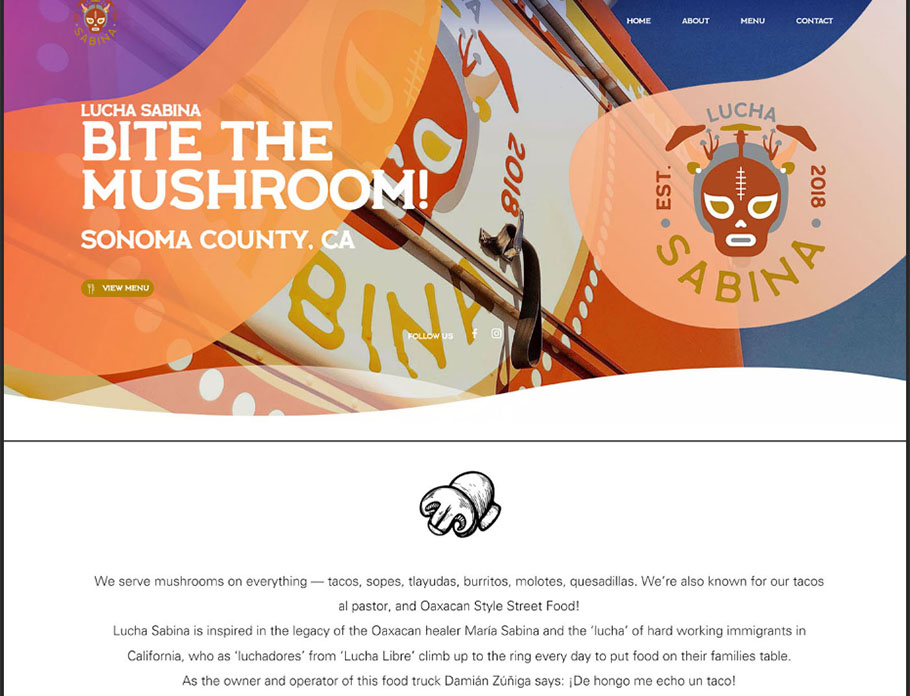 SABINA
HOME ABOUT MENU CONTACT
LUCHA SABINA
BITE THE
MUSHROOM!
SONOMA COUNTY, CA
VIEW MENU
FOLLOW US
2018
BINA
LUCHA
EST.
2018
SABINA
We serve mushrooms on everything — tacos, sopes, tlayudas, burritos, molotes, quesadillas. We're also known for our tacos
al pastor, and Oaxacan Style Street Food!
Lucha Sabina is inspired in the legacy of the Oaxacan healer María Sabina and the ‘lucha’ of hard working immigrants in
California, who as ‘luchadores’ from ‘Lucha Libre’ climb up to the ring every day to put food on their families table.
As the owner and operator of this food truck Damián Zúñiga says: ¡De hongo me echo un taco!